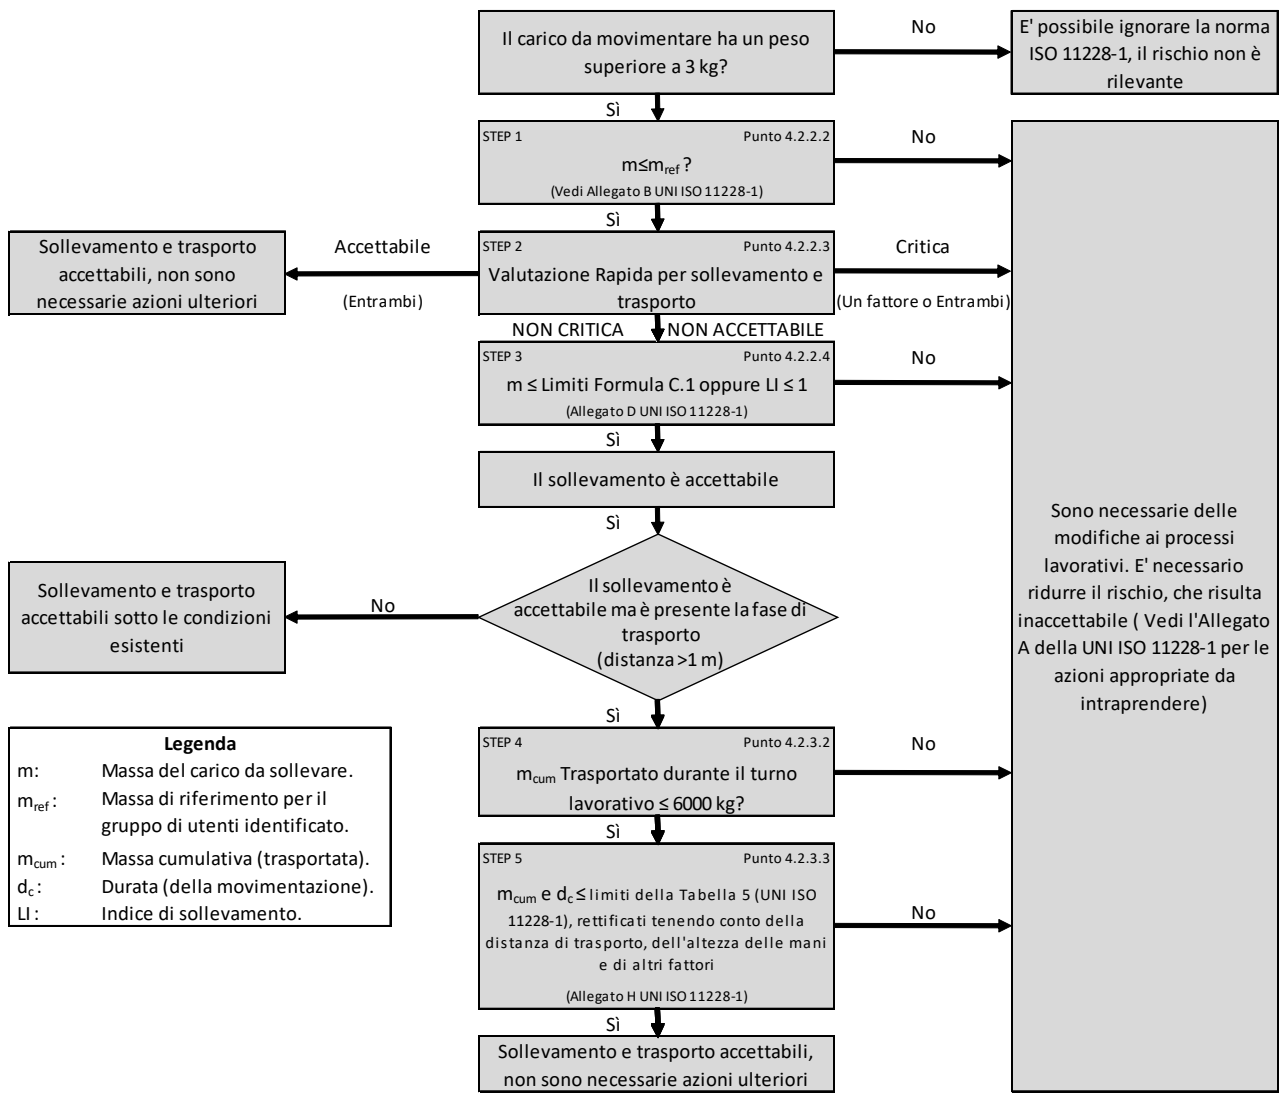 Il carico da movimentare ha un peso
superiore a 3 kg?
No
E' possibile ignorare la norma
ISO 11228-1, il rischio non è
rilevante
Sì
STEP 1 Punto 4.2.2.2
m≤mref ?
(Vedi Allegato B UNI ISO 11228-1)
No
Sì
Sollevamento e trasporto
accettabili, non sono
necessarie azioni ulteriori
Accettabile
(Entrambi)
STEP 2 Punto 4.2.2.3
Valutazione Rapida per sollevamento e
trasporto
Critica
(Un fattore o Entrambi)
NON CRITICA NON ACCETTABILE
STEP 3 Punto 4.2.2.4
m ≤ Limiti Formula C.1 oppure LI ≤ 1
(Allegato D UNI ISO 11228-1)
No
Sì
Il sollevamento è accettabile
Sì
Il sollevamento è
accettabile ma è presente la fase di
trasporto
(distanza >1 m)
No
Sollevamento e trasporto
accettabili sotto le condizioni
esistenti
Sì
STEP 4 Punto 4.2.3.2
mcum Trasportato durante il turno
lavorativo ≤ 6000 kg?
No
Sì
STEP 5 Punto 4.2.3.3
mcum e dc ≤ limiti della Tabella 5 (UNI ISO
11228-1), rettificati tenendo conto della
distanza di trasporto, dell'altezza delle mani
e di altri fattori
(Allegato H UNI ISO 11228-1)
No
Sì
Sollevamento e trasporto accettabili,
non sono necessarie azioni ulteriori
Sono necessarie delle
modifiche ai processi
lavorativi. E' necessario
ridurre il rischio, che risulta
inaccettabile ( Vedi l'Allegato
A della UNI ISO 11228-1 per le
azioni appropriate da
intraprendere)
Legenda
m: Massa del carico da sollevare.
mref : Massa di riferimento per il
gruppo di utenti identificato.
mcum : Massa cumulativa (trasportata).
dc : Durata (della movimentazione).
LI : Indice di sollevamento.